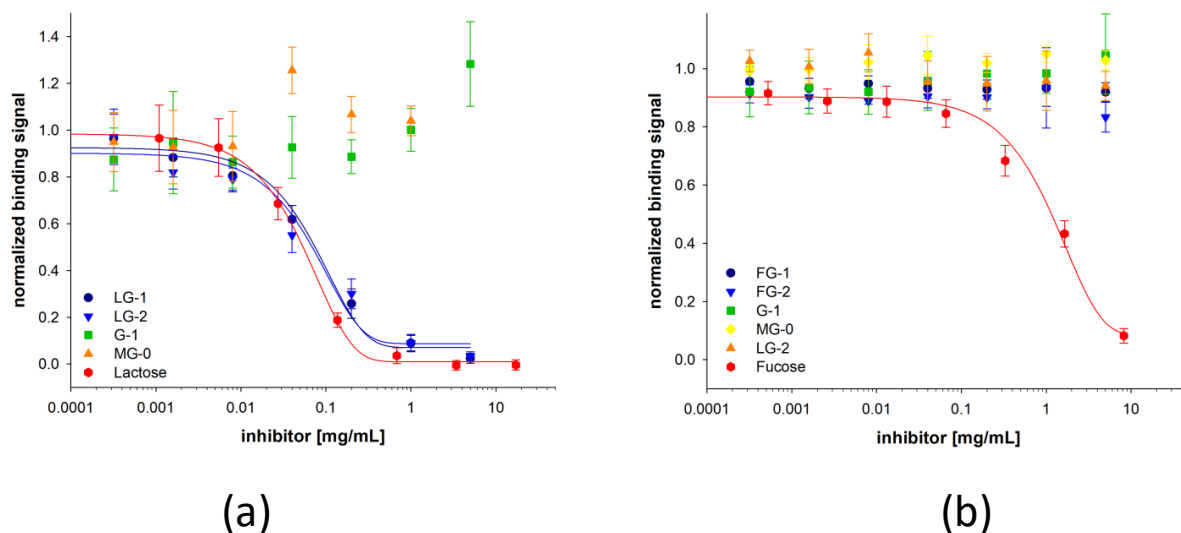 normalized binding signal
1.4
1.2
1.0
0.8
0.6
0.4
0.2
0.0
LG-1
LG-2
G-1
MG-0
Lactose
0.0001 0.001 0.01 0.1 1 10
inhibitor [mg/mL]
(a)
normalized binding signal
1.0
0.8
0.6
0.4
0.2
0.0
FG-1
FG-2
G-1
MG-0
LG-2
Fucose
0.0001 0.001 0.01 0.1 1 10
inhibitor [mg/mL]
(b)